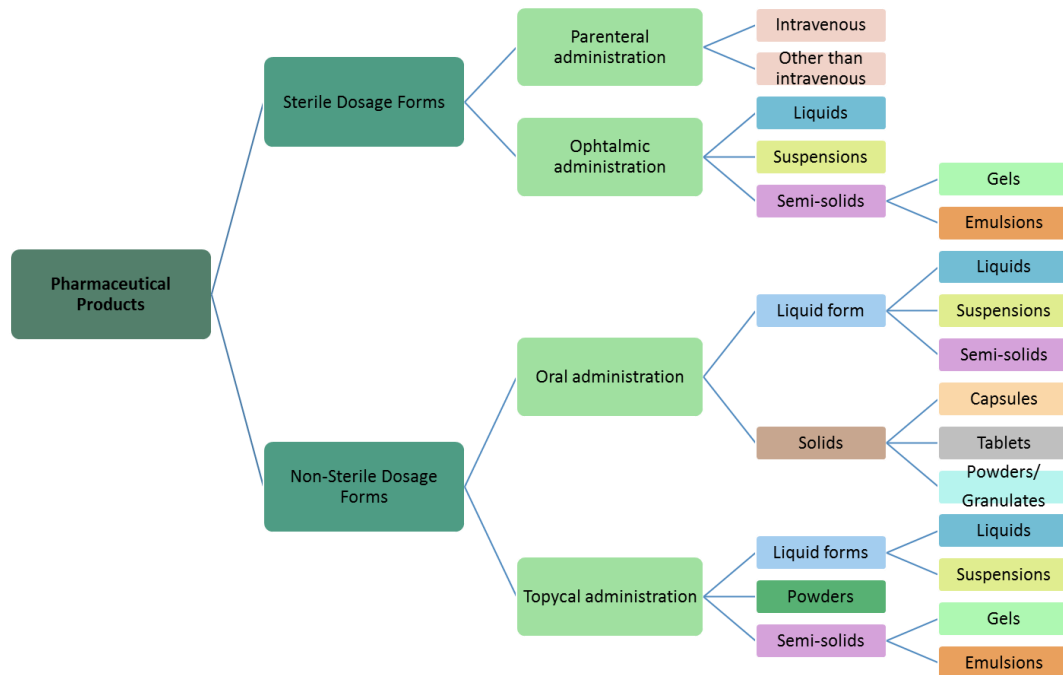 Pharmaceutical
Products
Sterile Dosage Forms
Parenteral
administration
Intravenous
Other than
intravenous
Ophtalmic
administration
Liquids
Suspensions
Semi-solids
Gels
Emulsions
Non-Sterile Dosage
Forms
Oral administration
Liquid form
Liquids
Suspensions
Semi-solids
Solids
Capsules
Tablets
Powders/
Granulates
Topycal administration
Liquid forms
Liquids
Suspensions
Powders
Semi-solids
Gels
Emulsions